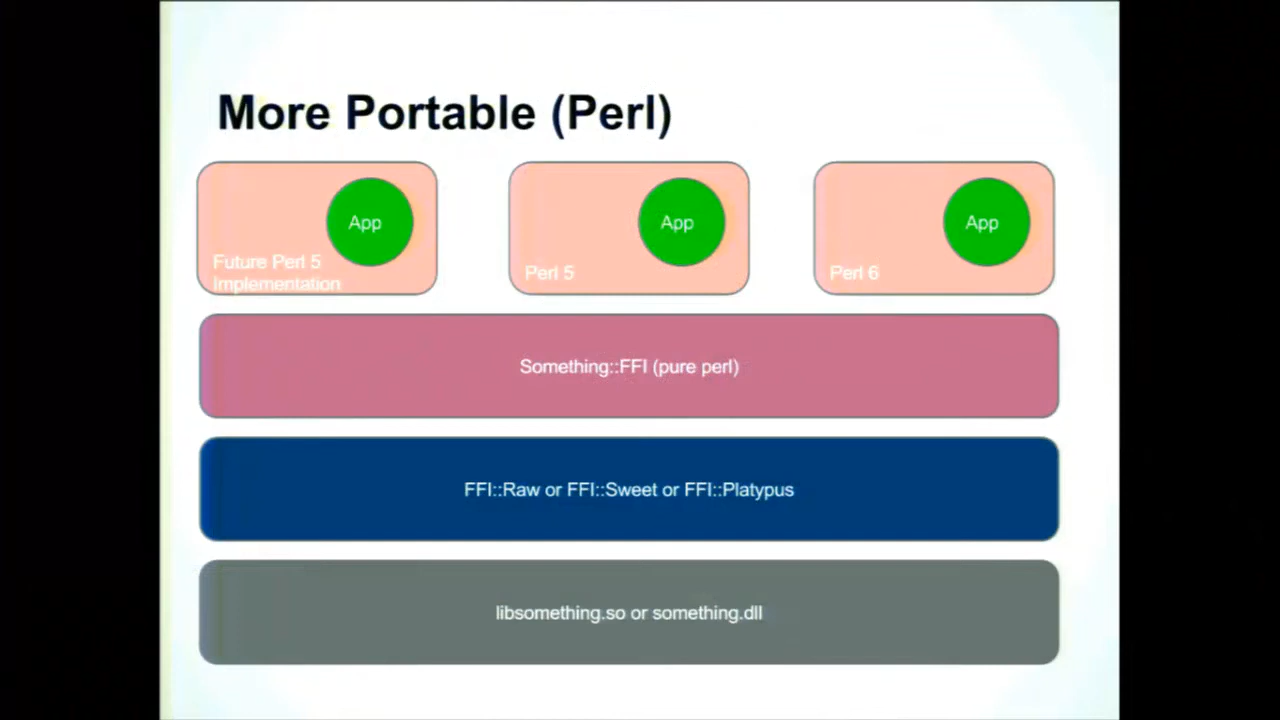 More Portable (Perl)
App
Future Perl 5
Implementation
App
Perl 5
App
Perl 6
Something::FFI (pure perl)
FFI::Raw or FFI::Sweet or FFI::Platypus
libsomething.so or something.dll